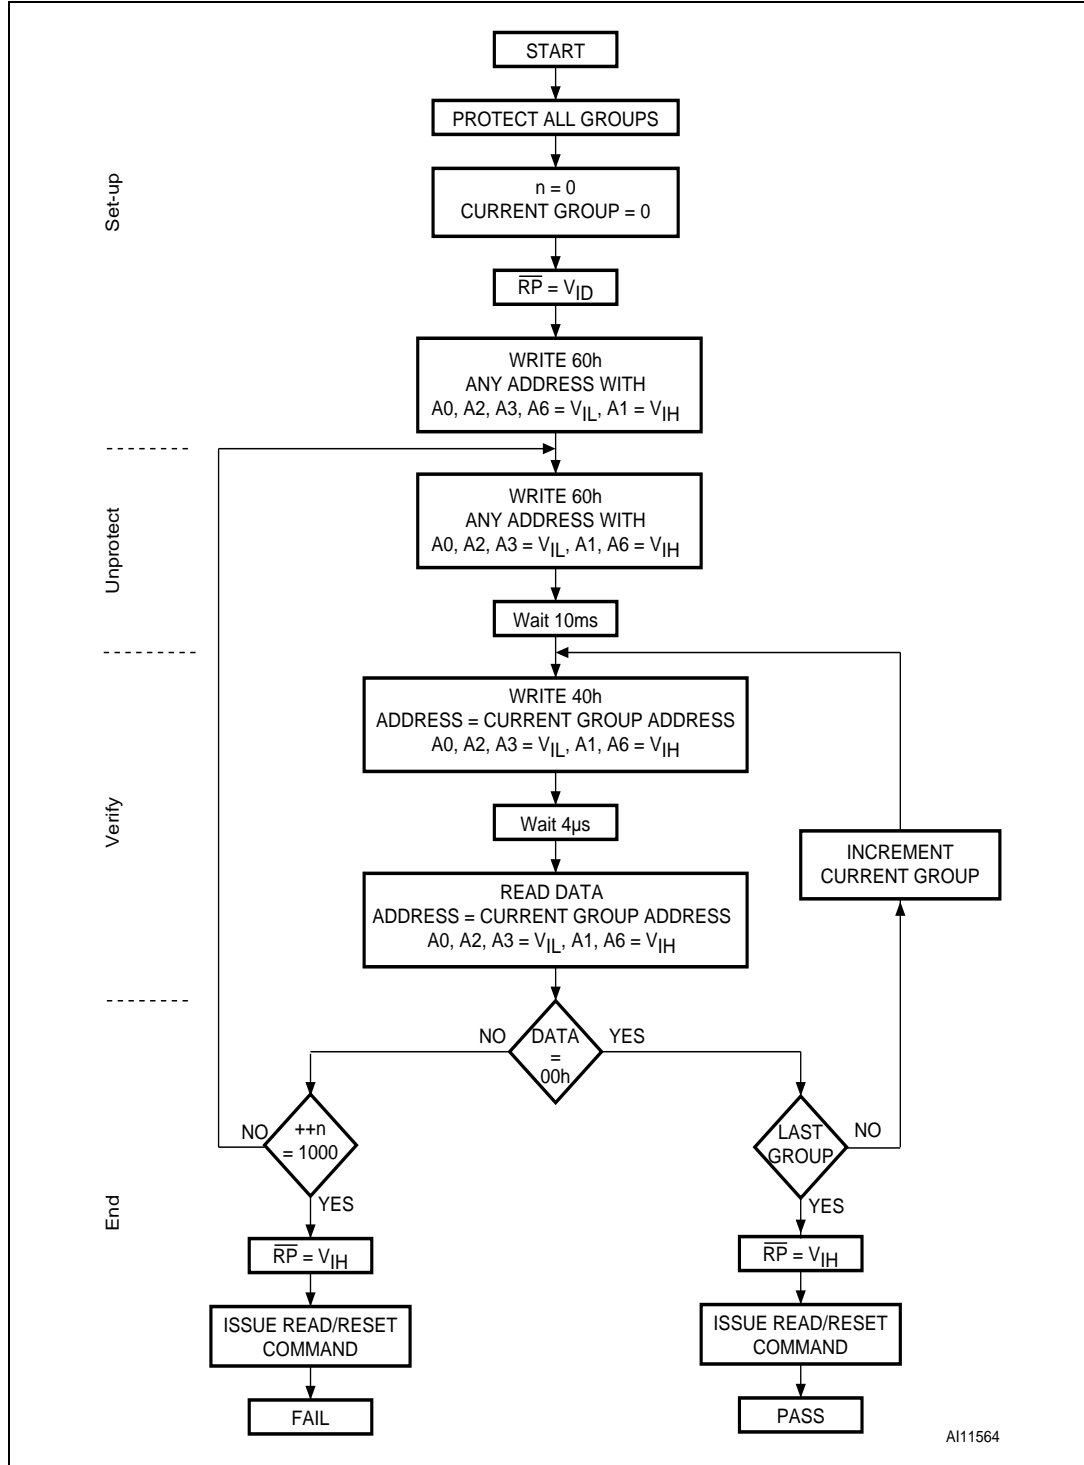 START
PROTECT ALL GROUPS
Set-up
n = 0
CURRENT GROUP = 0
R̅P̅ = VID
WRITE 60h
ANY ADDRESS WITH
A0, A2, A3, A6 = VIL, A1 = VIH
Unprotect
WRITE 60h
ANY ADDRESS WITH
A0, A2, A3 = VIL, A1, A6 = VIH
Wait 10ms
Verify
WRITE 40h
ADDRESS = CURRENT GROUP ADDRESS
A0, A2, A3 = VIL, A1, A6 = VIH
Wait 4µs
INCREMENT
CURRENT GROUP
READ DATA
ADDRESS = CURRENT GROUP ADDRESS
A0, A2, A3 = VIL, A1, A6 = VIH
End
NO
DATA
=
00h
YES
NO
++n
= 1000
YES
LAST
GROUP
NO
YES
R̅P̅ = VIH
R̅P̅ = VIH
ISSUE READ/RESET
COMMAND
ISSUE READ/RESET
COMMAND
FAIL
PASS
AI11564